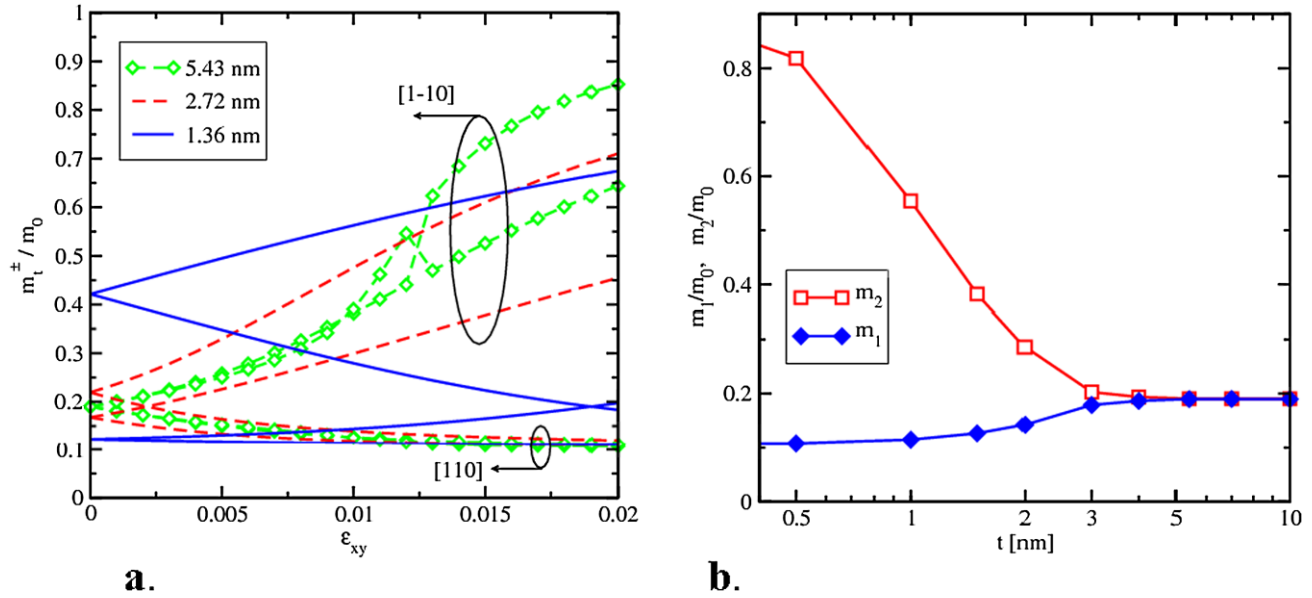 1
0.9
0.8
0.7
0.6
0.5
0.4
0.3
0.2
0.1
0
m_t^± / m_0
5.43 nm
2.72 nm
1.36 nm
[1-10]
[110]
0 0.005 0.01 0.015 0.02
ε_xy
a.
0.8
0.6
0.4
0.2
0
m_1/m_0, m_2/m_0
m_2
m_1
0.5 1 2 3 5 10
t [nm]
b.